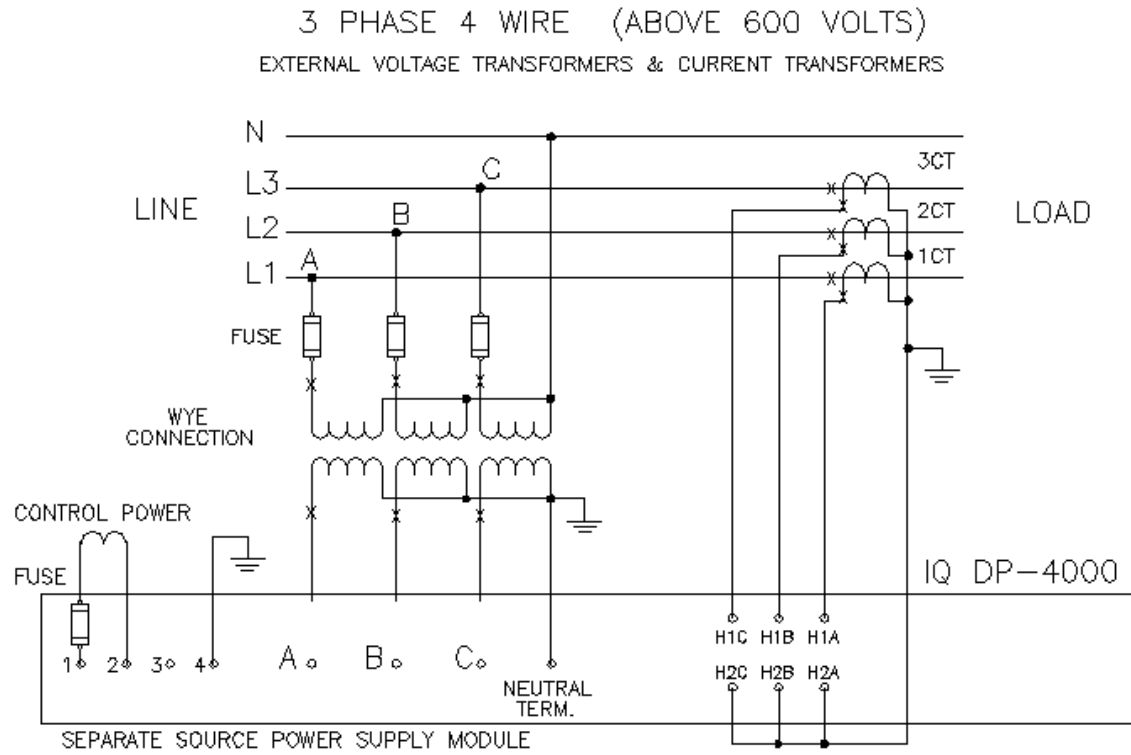 3 PHASE 4 WIRE (ABOVE 600 VOLTS)
EXTERNAL VOLTAGE TRANSFORMERS & CURRENT TRANSFORMERS
N
3CT
C
L3
LINE
B
2CT
LOAD
L2
A
1CT
L1
FUSE
WYE
CONNECTION
CONTROL POWER
FUSE
IQ DP-4000
H1C H1B H1A
1 2 3 4 A B C
H2C H2B H2A
NEUTRAL
TERM.
SEPARATE SOURCE POWER SUPPLY MODULE